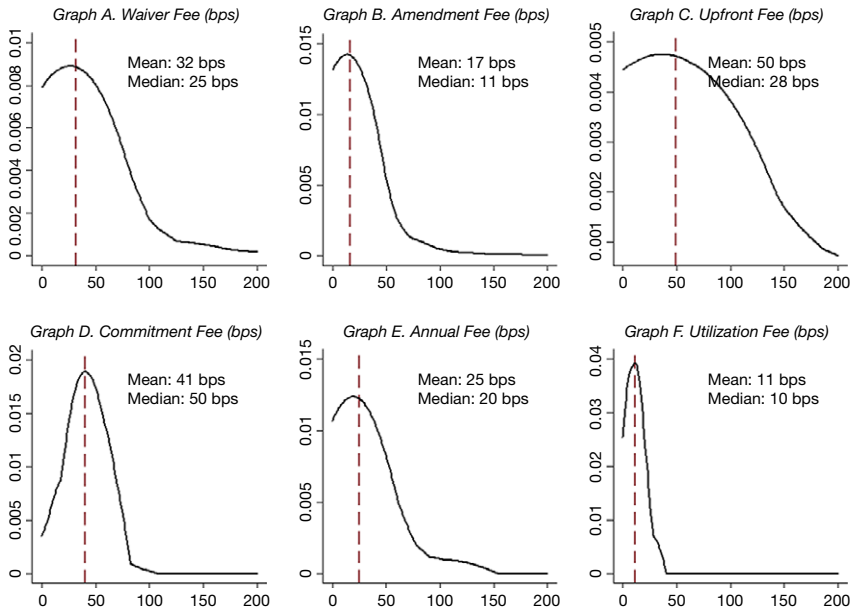 Graph A. Waiver Fee (bps)
Mean: 32 bps
Median: 25 bps
0.01
0.008
0.006
0.004
0.002
0
0 50 100 150 200
Graph B. Amendment Fee (bps)
Mean: 17 bps
Median: 11 bps
0.015
0.01
0.005
0
0 50 100 150 200
Graph C. Upfront Fee (bps)
Mean: 50 bps
Median: 28 bps
0.005
0.004
0.003
0.002
0.001
0 50 100 150 200
Graph D. Commitment Fee (bps)
Mean: 41 bps
Median: 50 bps
0.02
0.015
0.01
0.005
0
0 50 100 150 200
Graph E. Annual Fee (bps)
Mean: 25 bps
Median: 20 bps
0.015
0.01
0.005
0
0 50 100 150 200
Graph F. Utilization Fee (bps)
Mean: 11 bps
Median: 10 bps
0.04
0.03
0.02
0.01
0
0 50 100 150 200